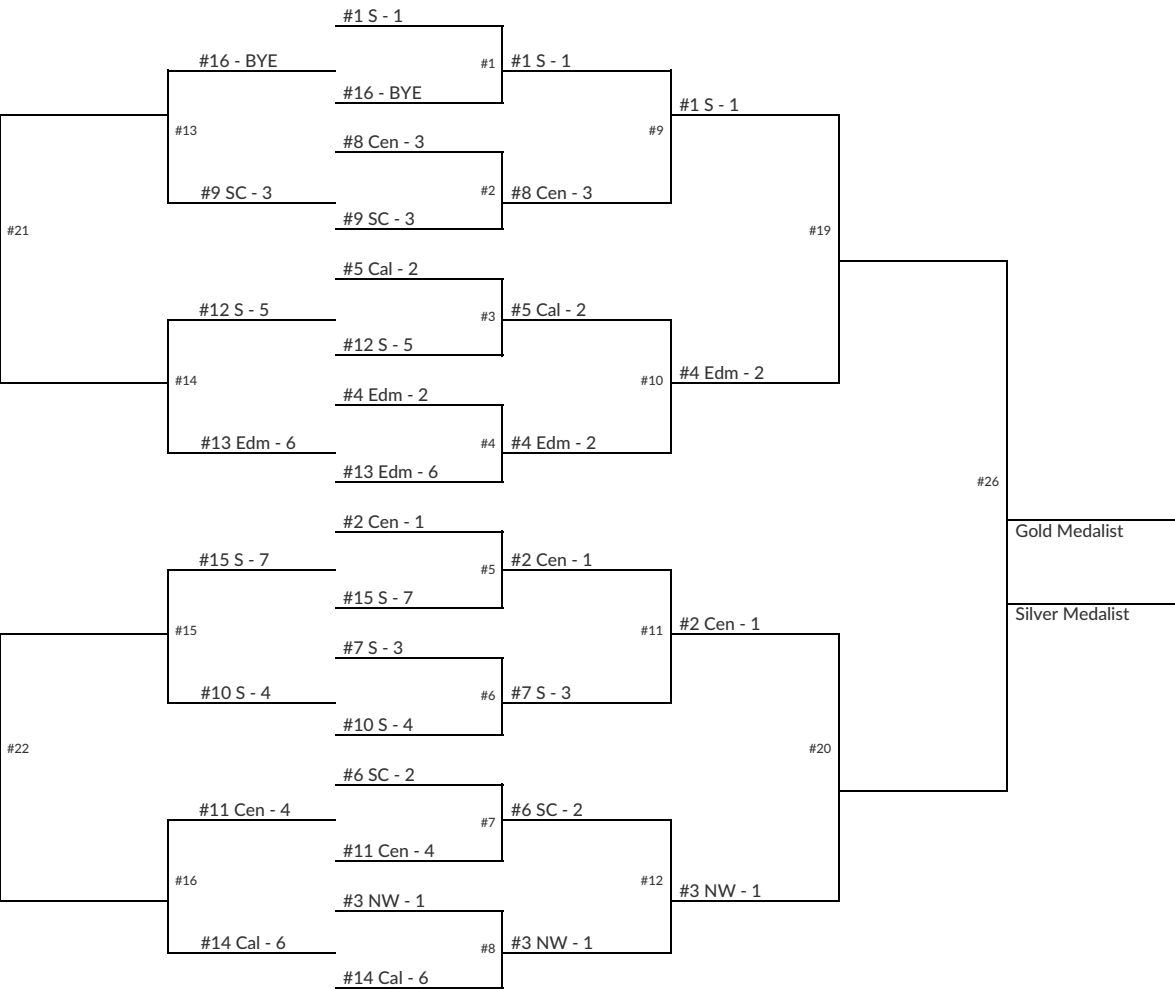 #1 S - 1
#16 - BYE
#1
#1 S - 1
#16 - BYE
#1 S - 1
#13
#9
#8 Cen - 3
#9 SC - 3
#2
#8 Cen - 3
#9 SC - 3
#21
#19
#5 Cal - 2
#12 S - 5
#3
#5 Cal - 2
#12 S - 5
#14
#10
#4 Edm - 2
#4 Edm - 2
#13 Edm - 6
#4
#4 Edm - 2
#13 Edm - 6
#26
#2 Cen - 1
Gold Medalist
#15 S - 7
#5
#2 Cen - 1
#15 S - 7
Silver Medalist
#15
#11
#2 Cen - 1
#7 S - 3
#10 S - 4
#6
#7 S - 3
#10 S - 4
#22
#20
#6 SC - 2
#11 Cen - 4
#7
#6 SC - 2
#11 Cen - 4
#16
#12
#3 NW - 1
#3 NW - 1
#14 Cal - 6
#8
#3 NW - 1
#14 Cal - 6